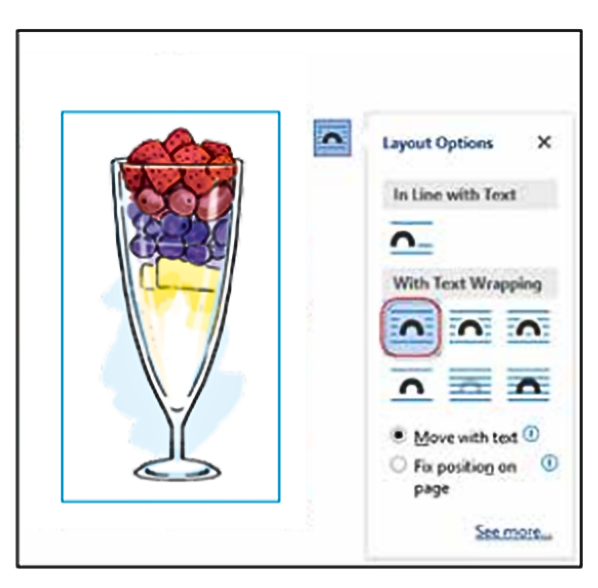 Layout Options
In Line with Text
With Text Wrapping
Move with text
Fix position on
page
See more...